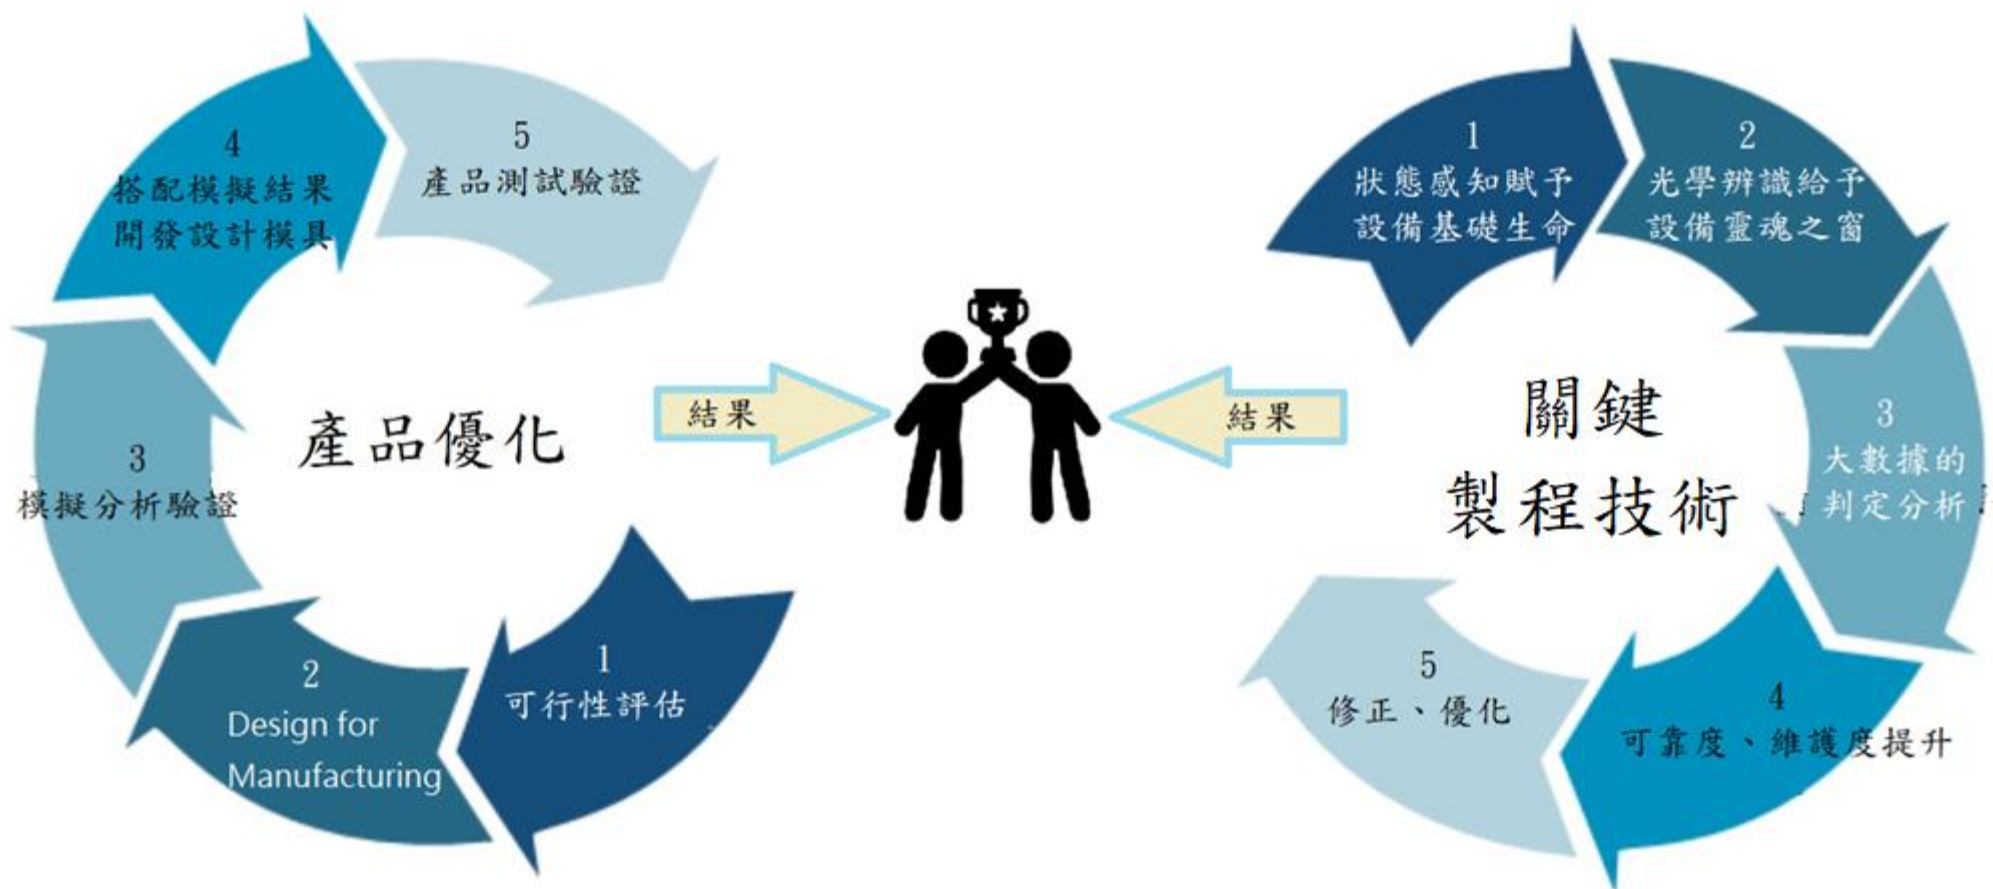 產品優化
1
可行性評估
2
Design for
Manufacturing
3
模擬分析驗證
4
搭配模擬結果
開發設計模具
5
產品測試驗證
結果
結果
關鍵
製程技術
1
狀態感知賦予
設備基礎生命
2
光學辨識給予
設備靈魂之窗
3
大數據的
判定分析
4
可靠度、維護度提升
5
修正、優化